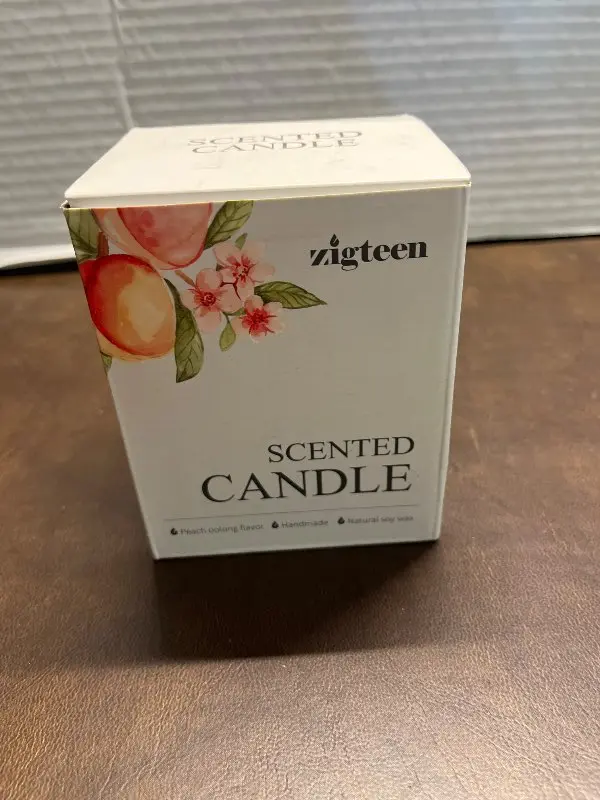 SCENTED
CANDLE
zigteen
SCENTED
CANDLE
Peach oolong flavor Handmade Natural soy wax